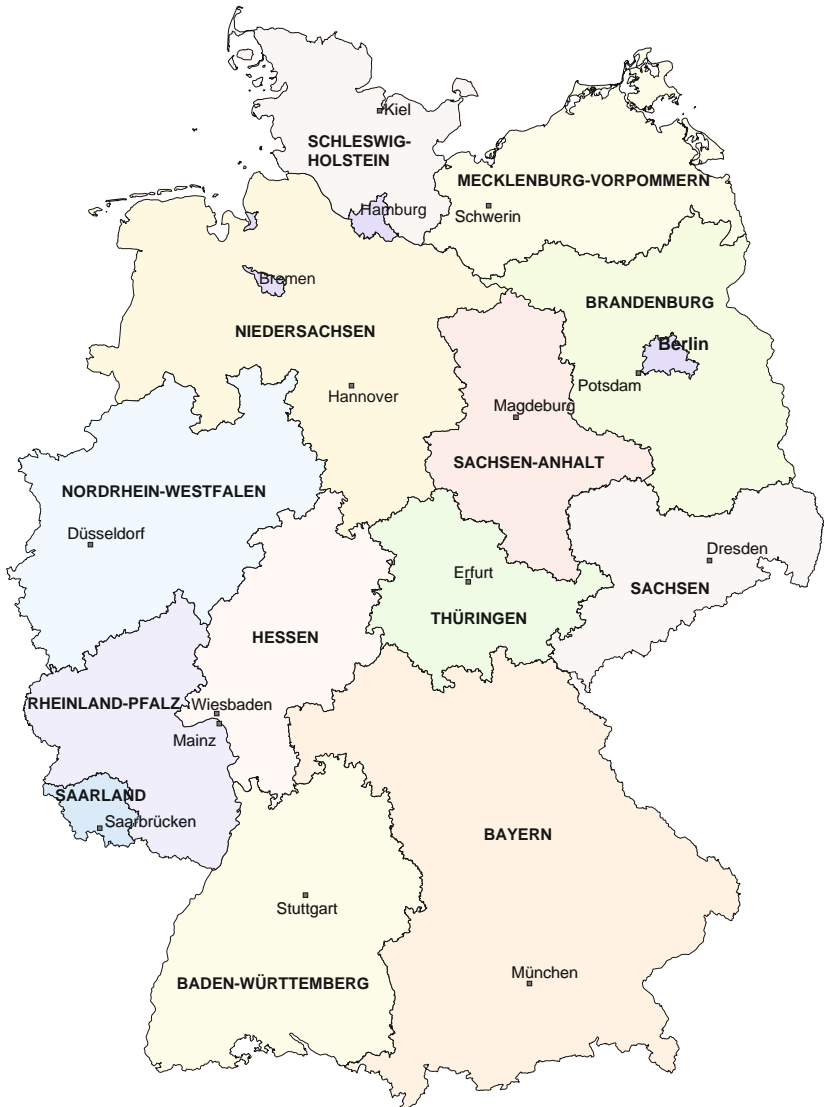 Kiel
SCHLESWIG-
HOLSTEIN
MECKLENBURG-VORPOMMERN
Hamburg
Schwerin
Bremen
BRANDENBURG
NIEDERSACHSEN
Berlin
Potsdam
Hannover
Magdeburg
SACHSEN-ANHALT
NORDRHEIN-WESTFALEN
Düsseldorf
Dresden
Erfurt
SACHSEN
THÜRINGEN
HESSEN
RHEINLAND-PFALZ
Wiesbaden
Mainz
SAARLAND
Saarbrücken
BAYERN
Stuttgart
München
BADEN-WÜRTTEMBERG